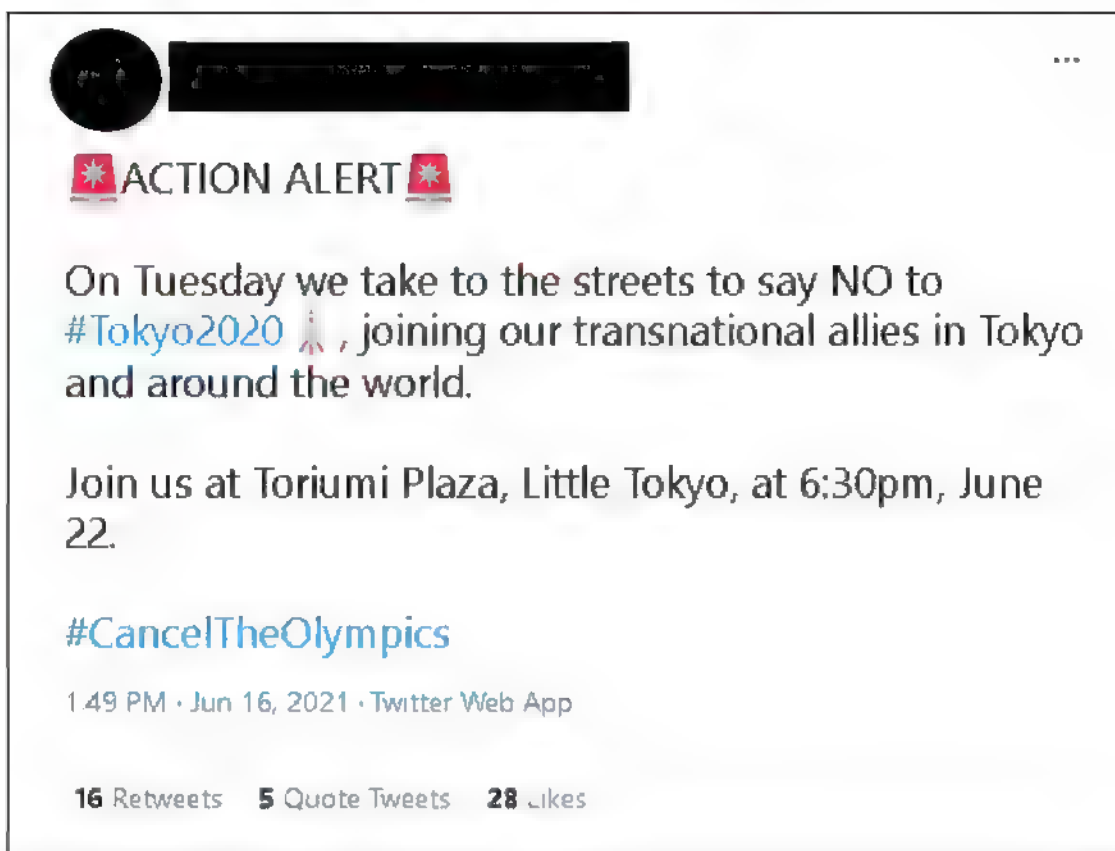 🚨ACTION ALERT🚨
On Tuesday we take to the streets to say NO to
#Tokyo2020 , joining our transnational allies in Tokyo
and around the world.
Join us at Toriumi Plaza, Little Tokyo, at 6:30pm, June
22.
#CancelTheOlympics
1:49 PM · Jun 16, 2021 · Twitter Web App
16 Retweets 5 Quote Tweets 28 Likes